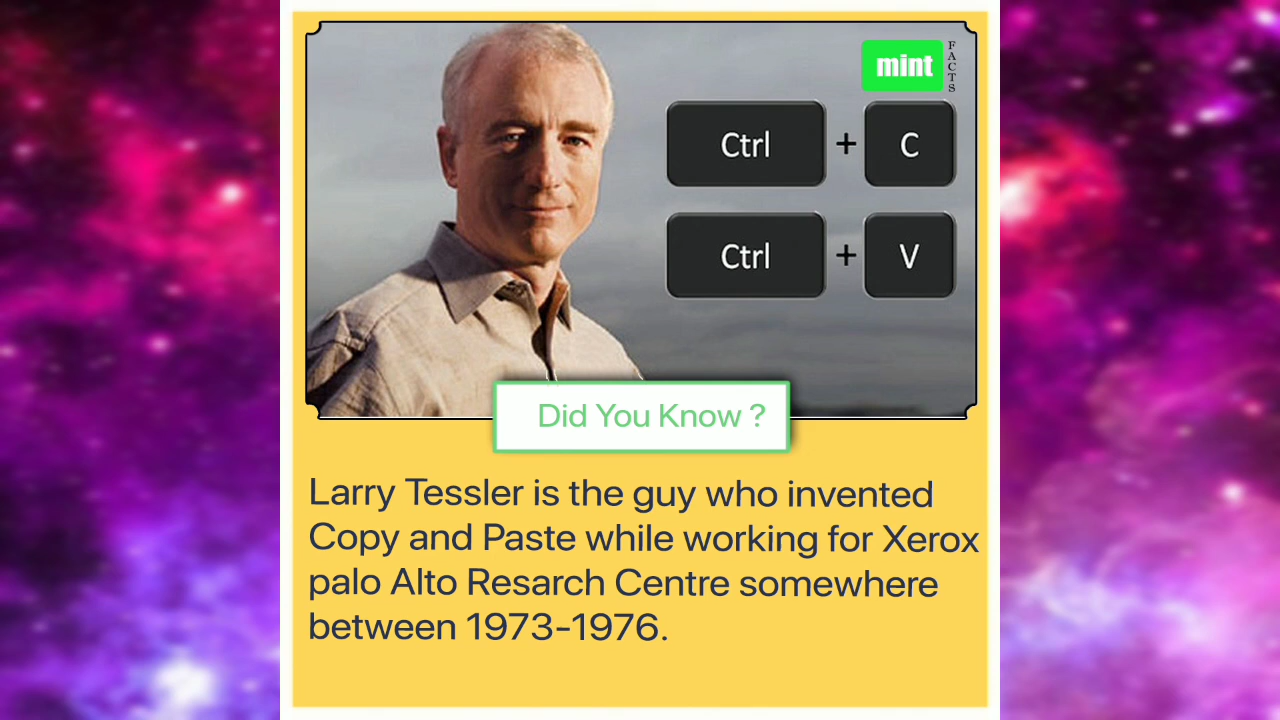 mint
FACTS
Ctrl + C
Ctrl + V
Did You Know ?
Larry Tessler is the guy who invented
Copy and Paste while working for Xerox
palo Alto Resarch Centre somewhere
between 1973-1976.